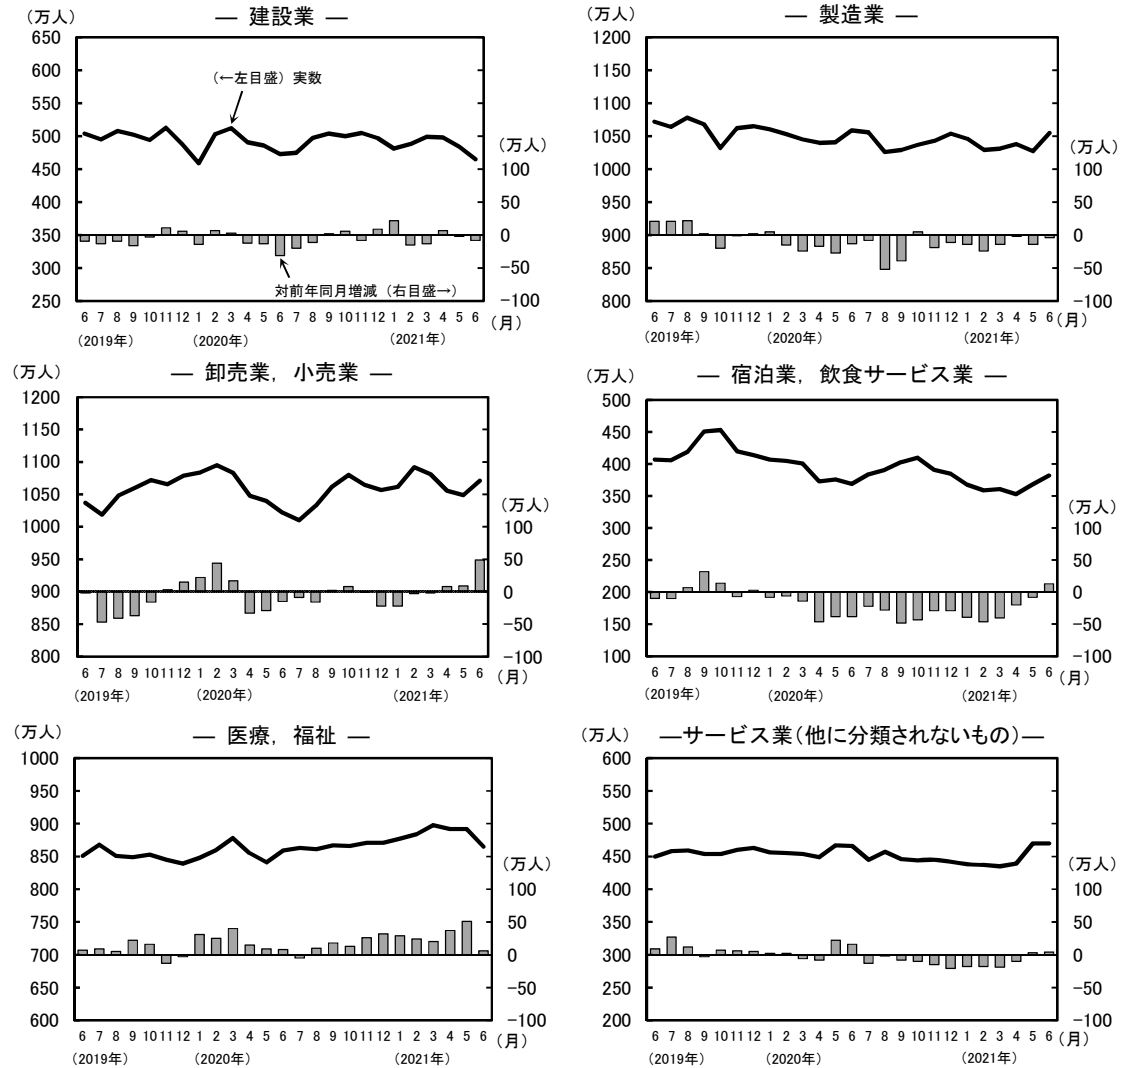 (万人)
― 建設業 ―
650
600
550
500
450
400
350
300
250
(←左目盛) 実数
対前年同月増減 (右目盛→)
(万人)
100
50
0
−50
−100
6 7 8 9 10 11 12 1 2 3 4 5 6 7 8 9 10 11 12 1 2 3 4 5 6 (月)
(2019年) (2020年) (2021年)
(万人)
― 製造業 ―
1200
1150
1100
1050
1000
950
900
850
800
(万人)
100
50
0
−50
−100
6 7 8 9 10 11 12 1 2 3 4 5 6 7 8 9 10 11 12 1 2 3 4 5 6 (月)
(2019年) (2020年) (2021年)
(万人)
― 卸売業, 小売業 ―
1200
1150
1100
1050
1000
950
900
850
800
(万人)
100
50
0
−50
−100
6 7 8 9 10 11 12 1 2 3 4 5 6 7 8 9 10 11 12 1 2 3 4 5 6 (月)
(2019年) (2020年) (2021年)
(万人)
― 宿泊業, 飲食サービス業 ―
500
450
400
350
300
250
200
150
100
(万人)
100
50
0
−50
−100
6 7 8 9 10 11 12 1 2 3 4 5 6 7 8 9 10 11 12 1 2 3 4 5 6 (月)
(2019年) (2020年) (2021年)
(万人)
― 医療, 福祉 ―
1000
950
900
850
800
750
700
650
600
(万人)
100
50
0
−50
−100
6 7 8 9 10 11 12 1 2 3 4 5 6 7 8 9 10 11 12 1 2 3 4 5 6 (月)
(2019年) (2020年) (2021年)
(万人)
―サービス業(他に分類されないもの)―
600
550
500
450
400
350
300
250
200
(万人)
100
50
0
−50
−100
6 7 8 9 10 11 12 1 2 3 4 5 6 7 8 9 10 11 12 1 2 3 4 5 6 (月)
(2019年) (2020年) (2021年)